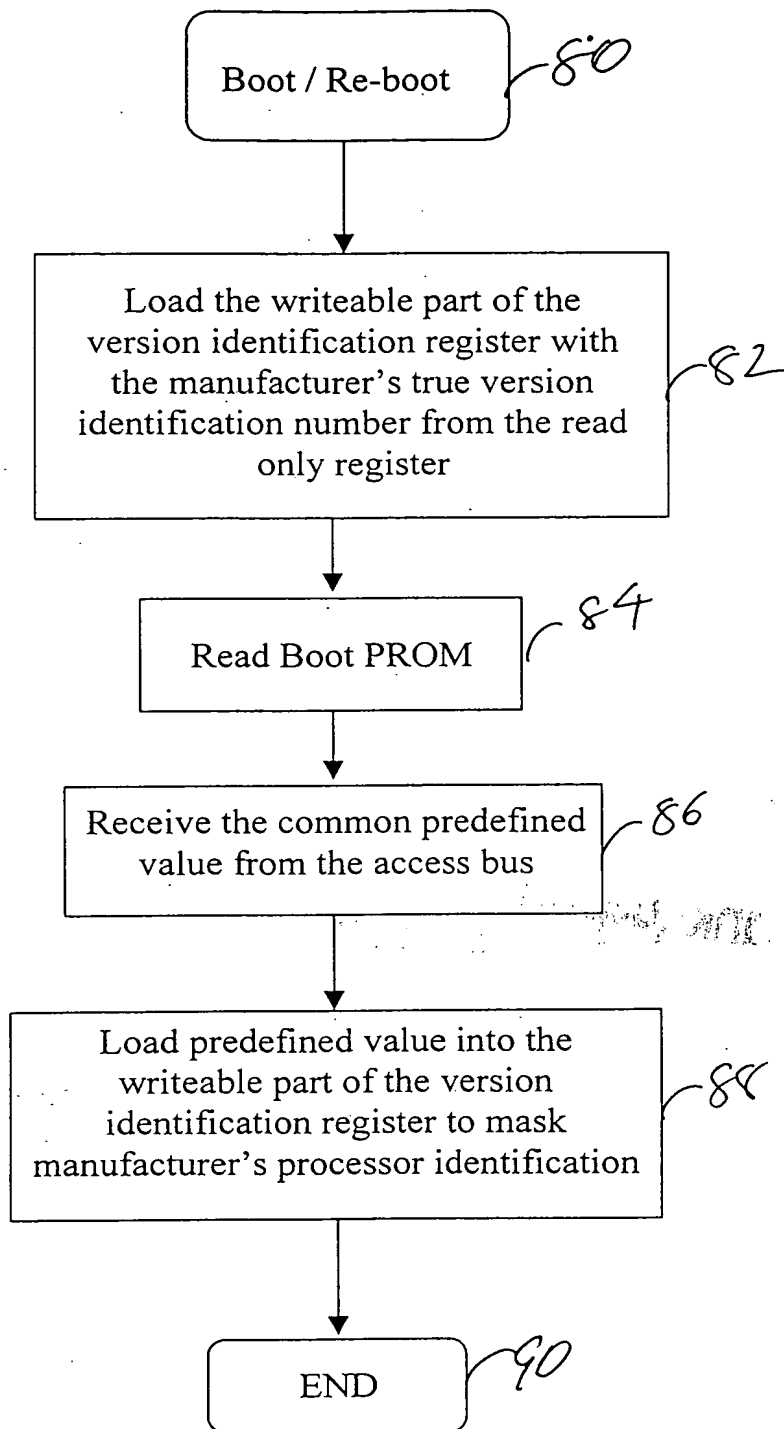 Boot / Re-boot
80
Load the writeable part of the
version identification register with
the manufacturer's true version
identification number from the read
only register
82
Read Boot PROM
84
Receive the common predefined
value from the access bus
86
Load predefined value into the
writeable part of the version
identification register to mask
manufacturer's processor identification
88
END
90